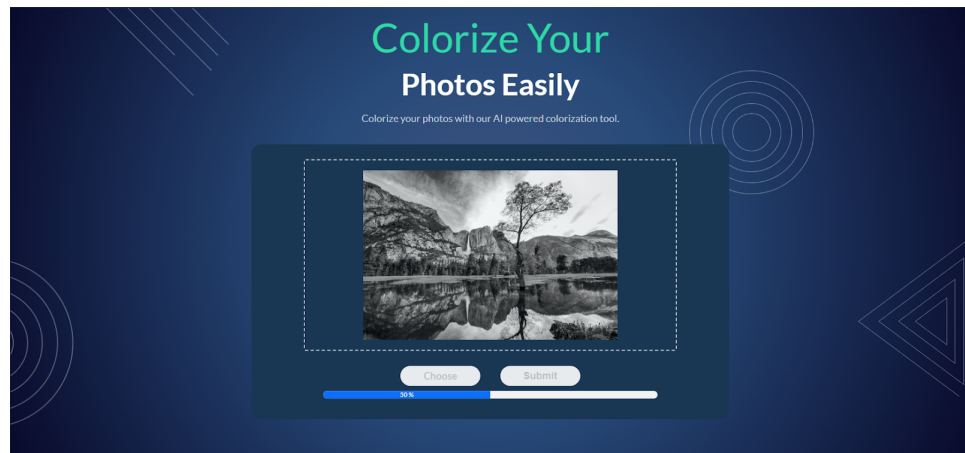 Colorize Your
Photos Easily
Colorize your photos with our AI powered colorization tool.
Choose
Submit
50 %